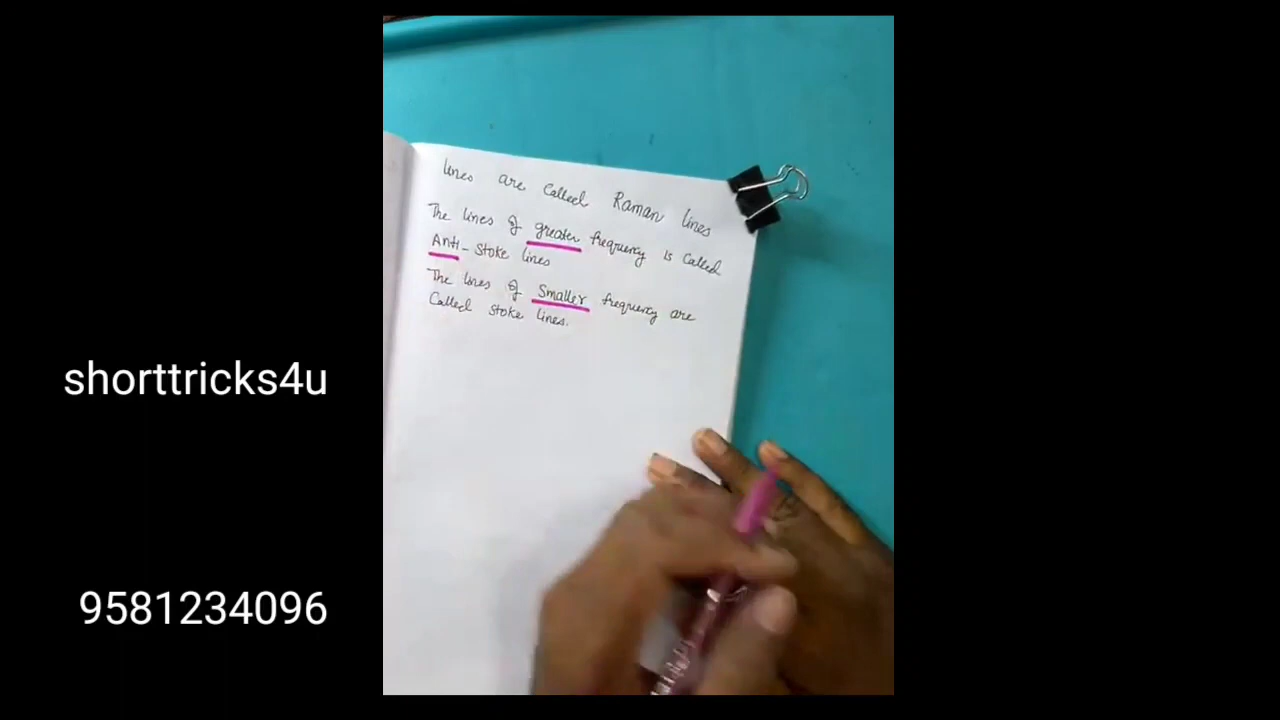 lines are called Raman lines
The lines of greater frequency is called
Anti-stoke lines
The lines of smaller frequency are
Called stoke lines.
shorttricks4u
9581234096